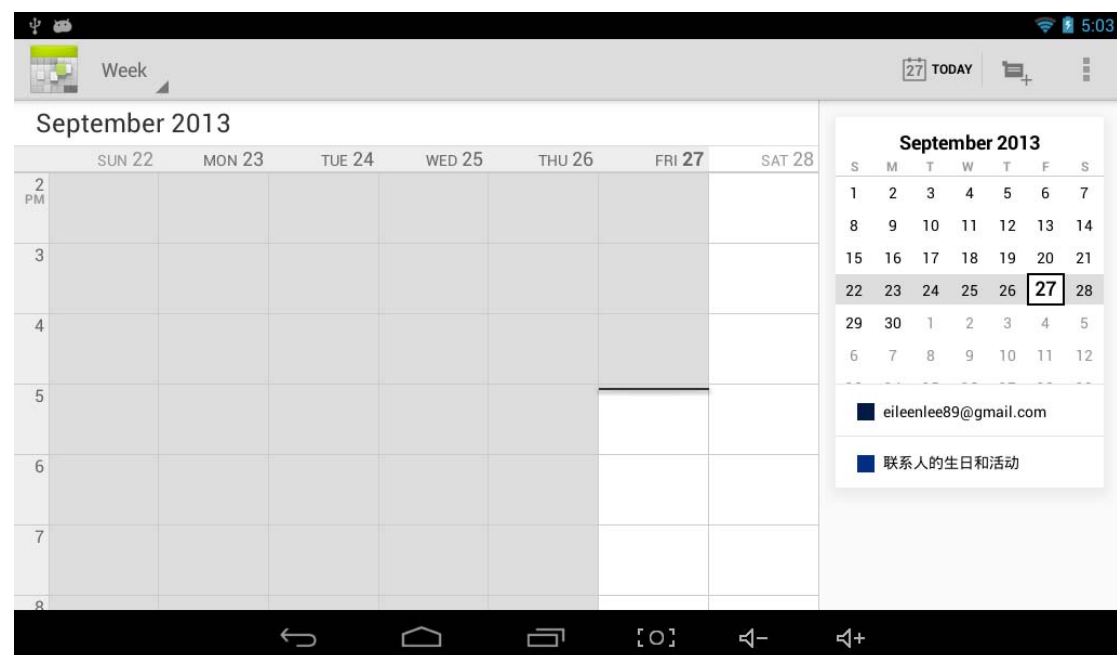 5:03
Week
27 TODAY
September 2013
SUN 22 MON 23 TUE 24 WED 25 THU 26 FRI 27 SAT 28
2
PM
3
4
5
6
7
8
September 2013
S M T W T F S
1 2 3 4 5 6 7
8 9 10 11 12 13 14
15 16 17 18 19 20 21
22 23 24 25 26 27 28
29 30 1 2 3 4 5
6 7 8 9 10 11 12
eileenlee89@gmail.com
联系人的生日和活动